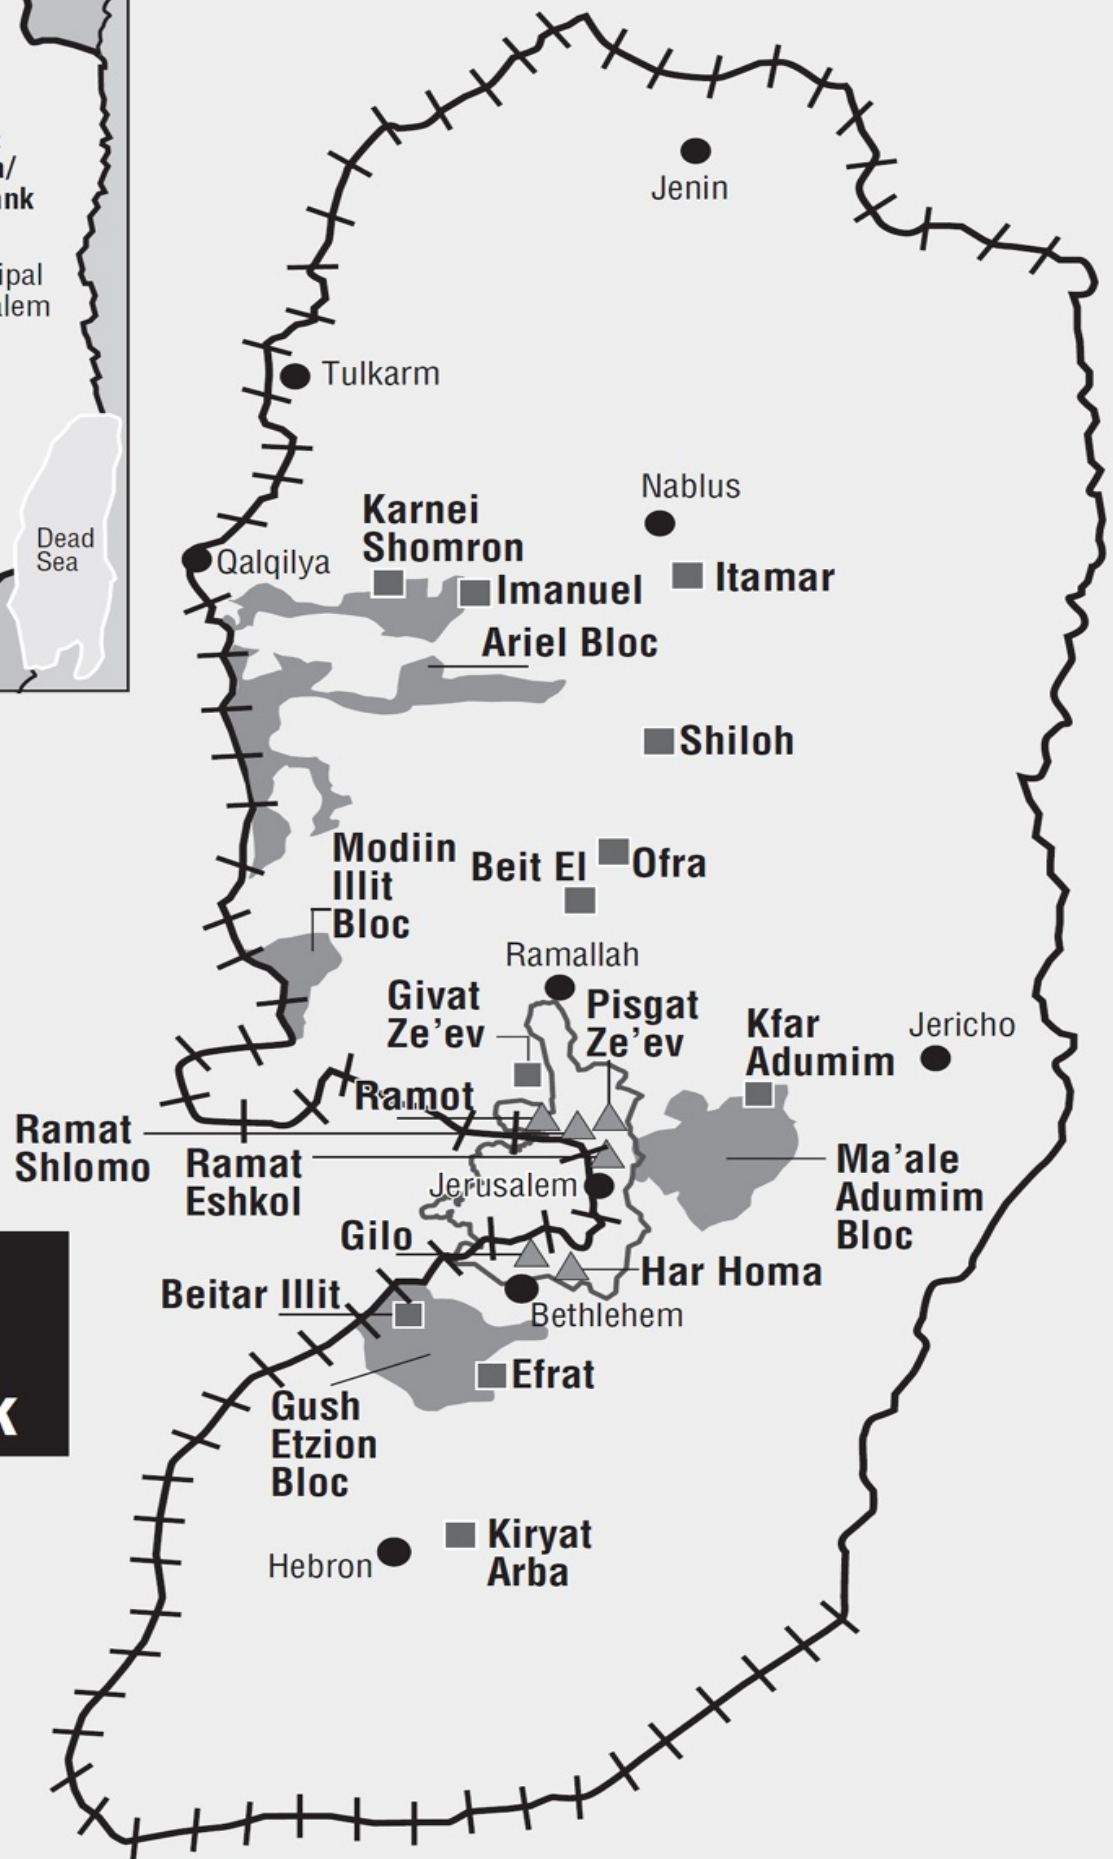 ank
Dead
Sea
Jenin
Tulkarm
Nablus
Karnei
Shomron
Qalqilya
Imanuel
Itamar
Ariel Bloc
Shiloh
Modiin
Illit
Bloc
Beit El
Ofra
Ramallah
Givat
Ze’ev
Pisgat
Ze’ev
Kfar
Adumim
Jericho
Ramot
Ramat
Shlomo
Ramat
Eshkol
Ma’ale
Adumim
Bloc
Jerusalem
Gilo
Har Homa
Beitar Illit
Bethlehem
Efrat
Gush
Etzion
Bloc
Kiryat
Arba
Hebron